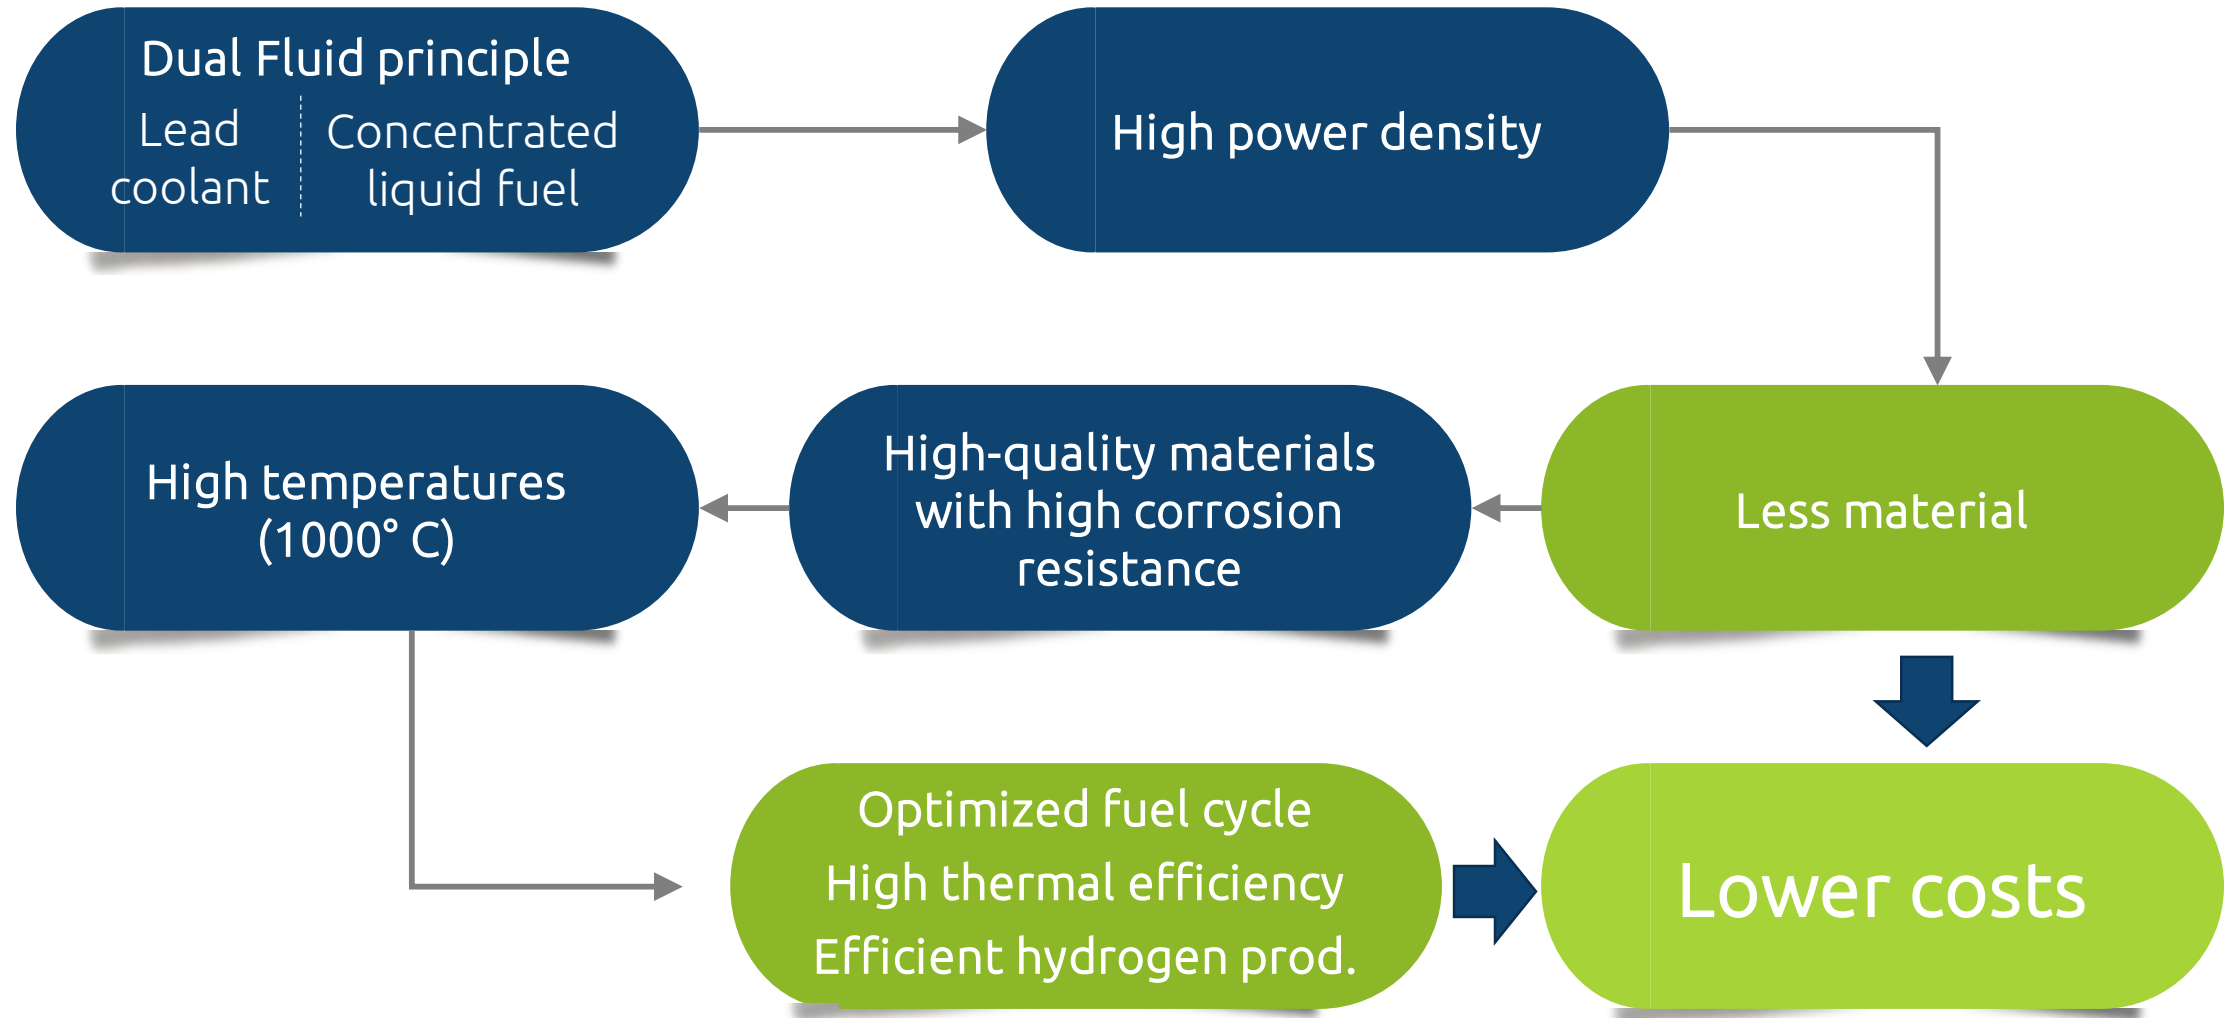 Dual Fluid principle
Lead
coolant
Concentrated
liquid fuel
High power density
High temperatures
(1000° C)
High-quality materials
with high corrosion
resistance
Less material
Optimized fuel cycle
High thermal efficiency
Efficient hydrogen prod.
Lower costs